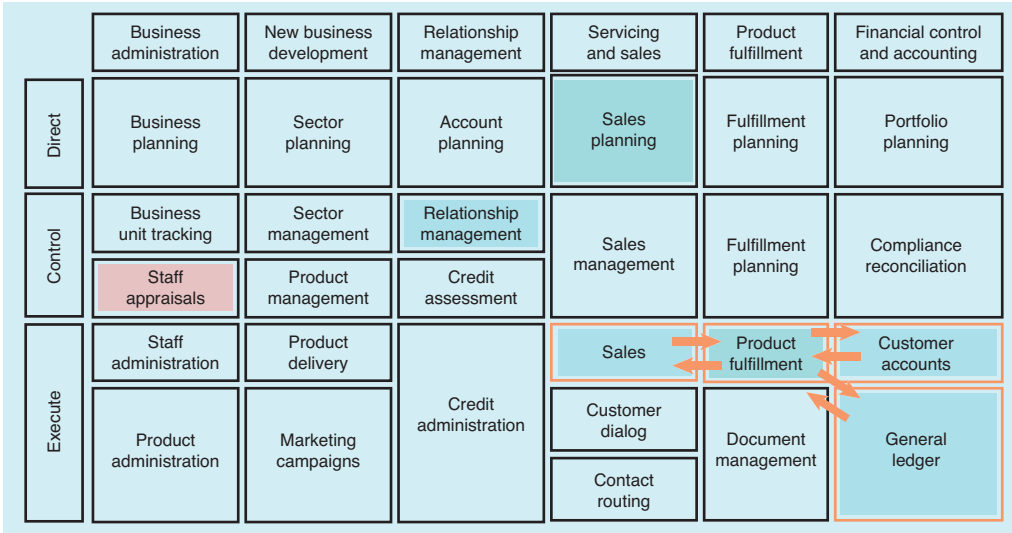 Business
administration
New business
development
Relationship
management
Servicing
and sales
Product
fulfillment
Financial control
and accounting
Direct
Business
planning
Sector
planning
Account
planning
Sales
planning
Fulfillment
planning
Portfolio
planning
Control
Business
unit tracking
Sector
management
Relationship
management
Sales
management
Fulfillment
planning
Compliance
reconciliation
Staff
appraisals
Product
management
Credit
assessment
Execute
Staff
administration
Product
delivery
Credit
administration
Sales
Product
fulfillment
Customer
accounts
Product
administration
Marketing
campaigns
Customer
dialog
Document
management
General
ledger
Contact
routing